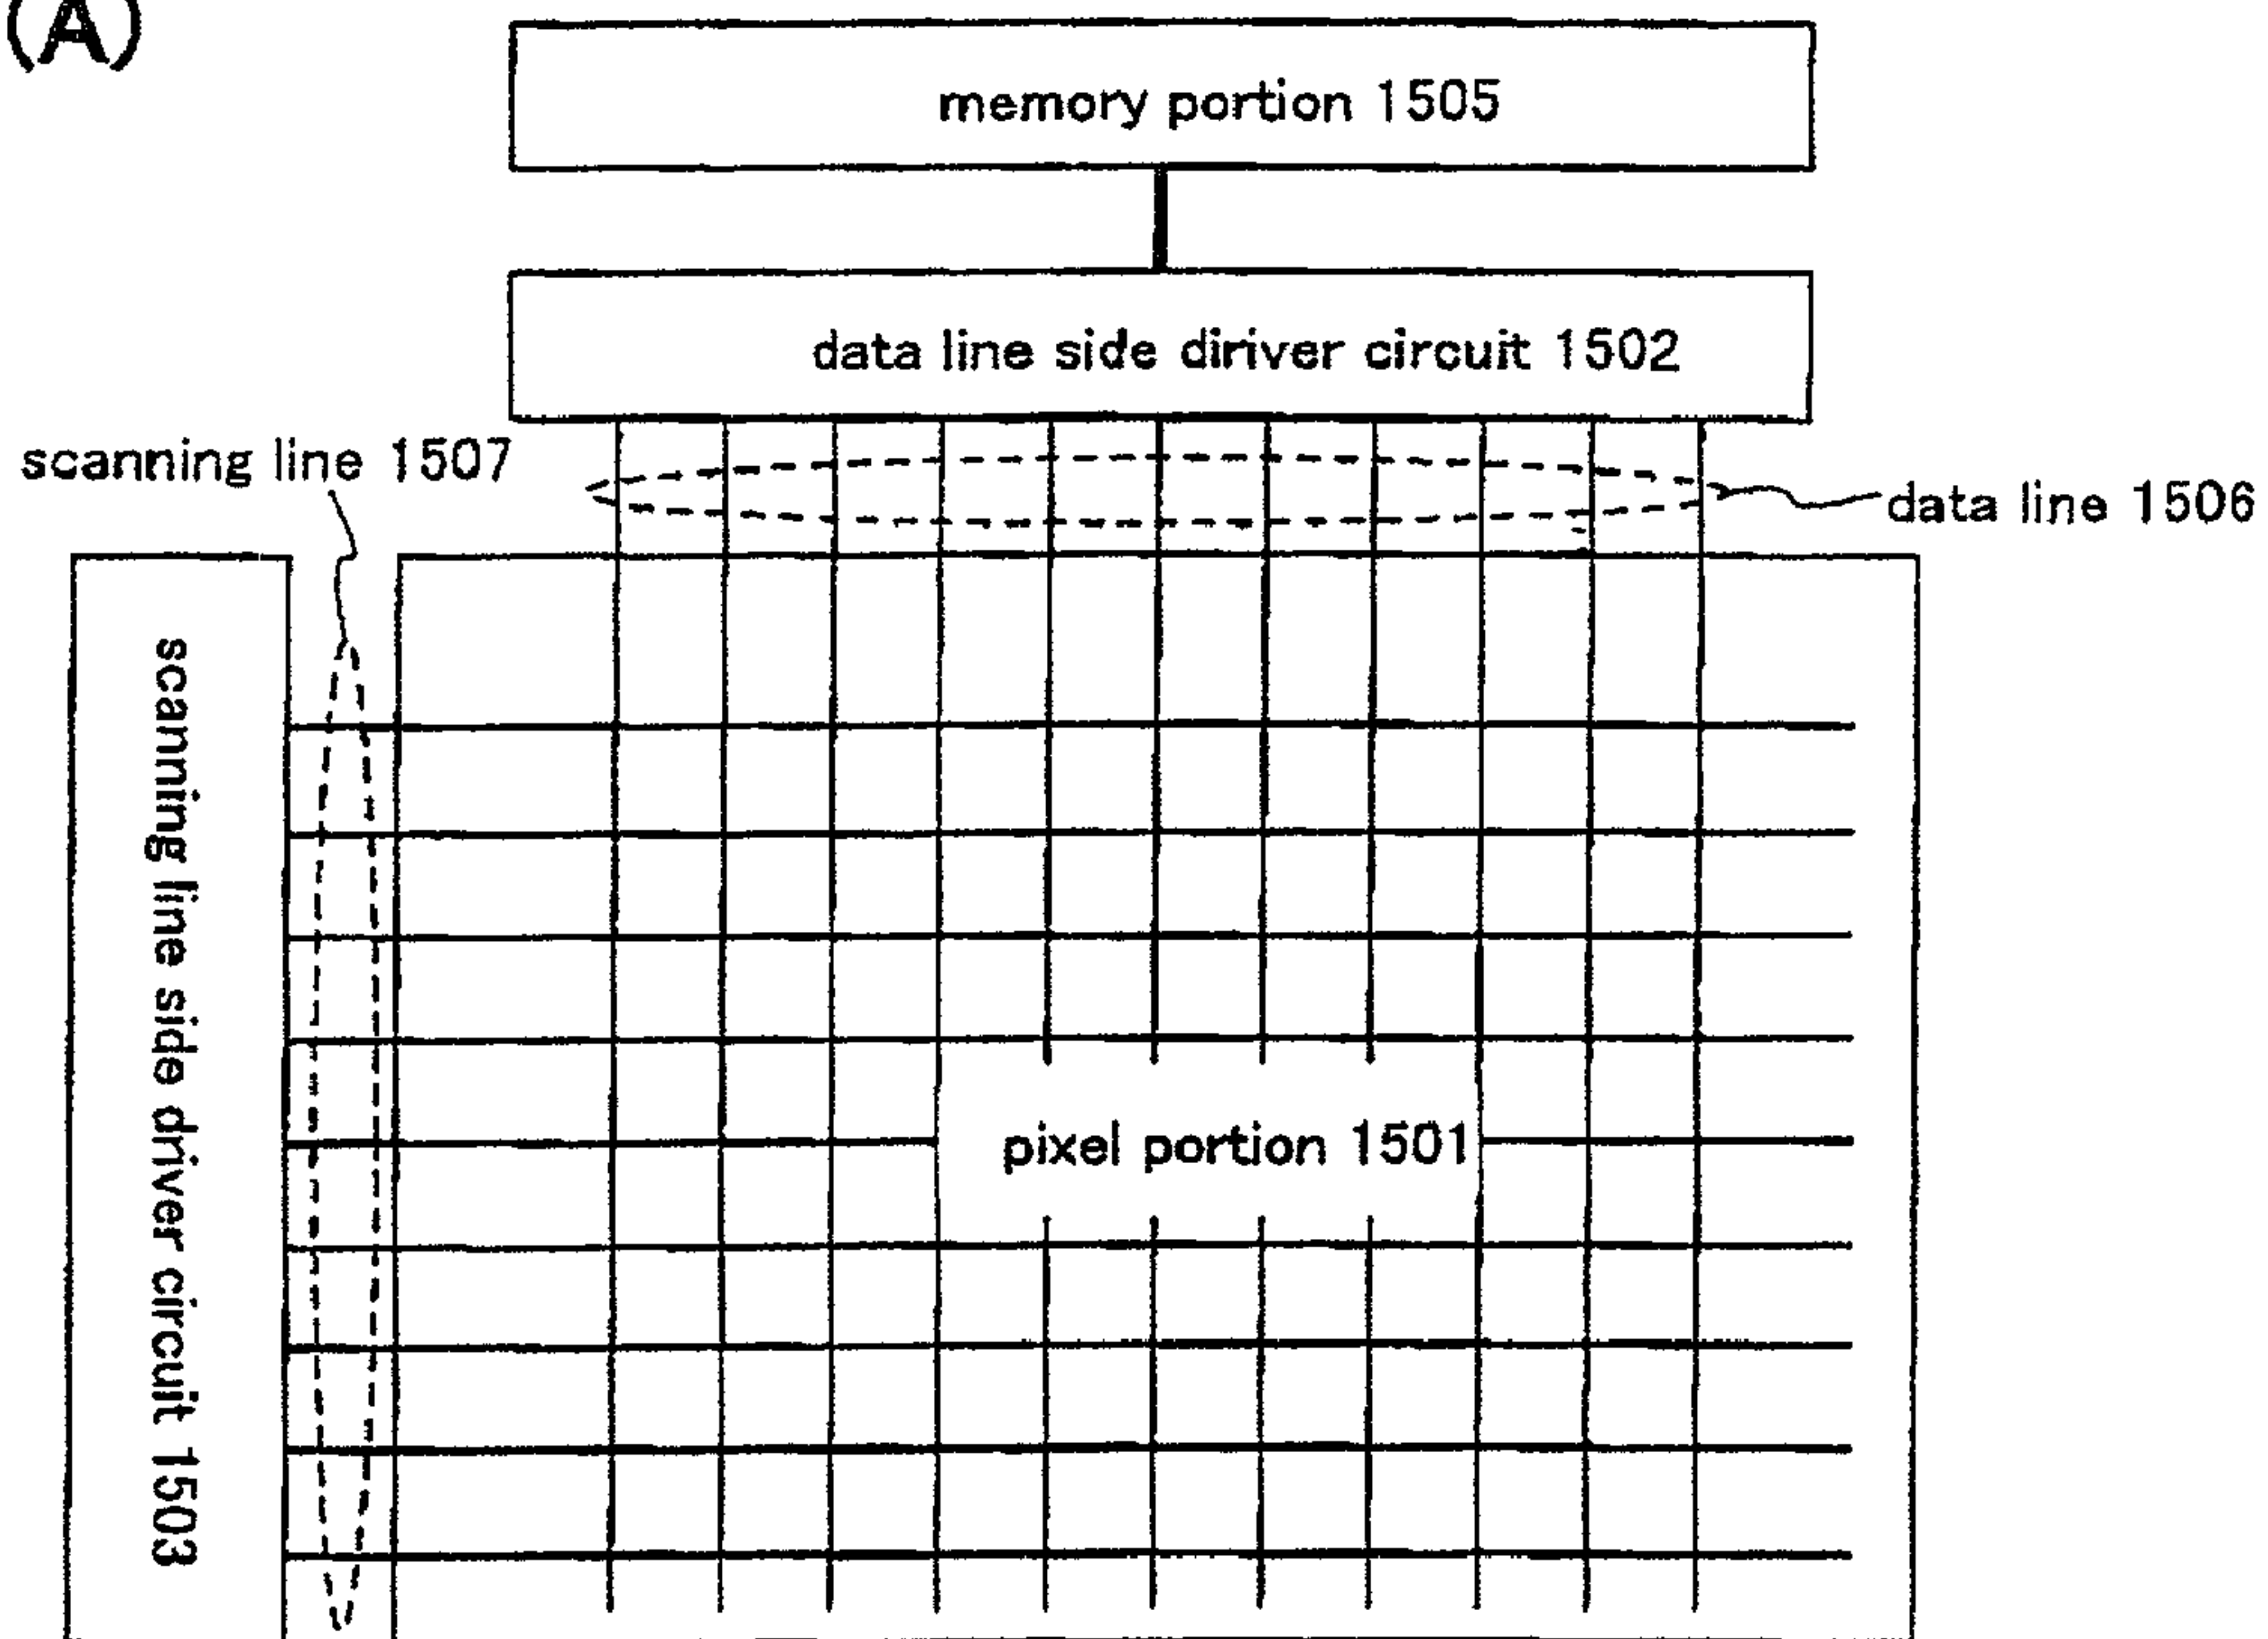 (A)
memory portion 1505
data line side diriver circuit 1502
scanning line 1507
data line 1506
scanning line side driver circuit 1503
pixel portion 1501